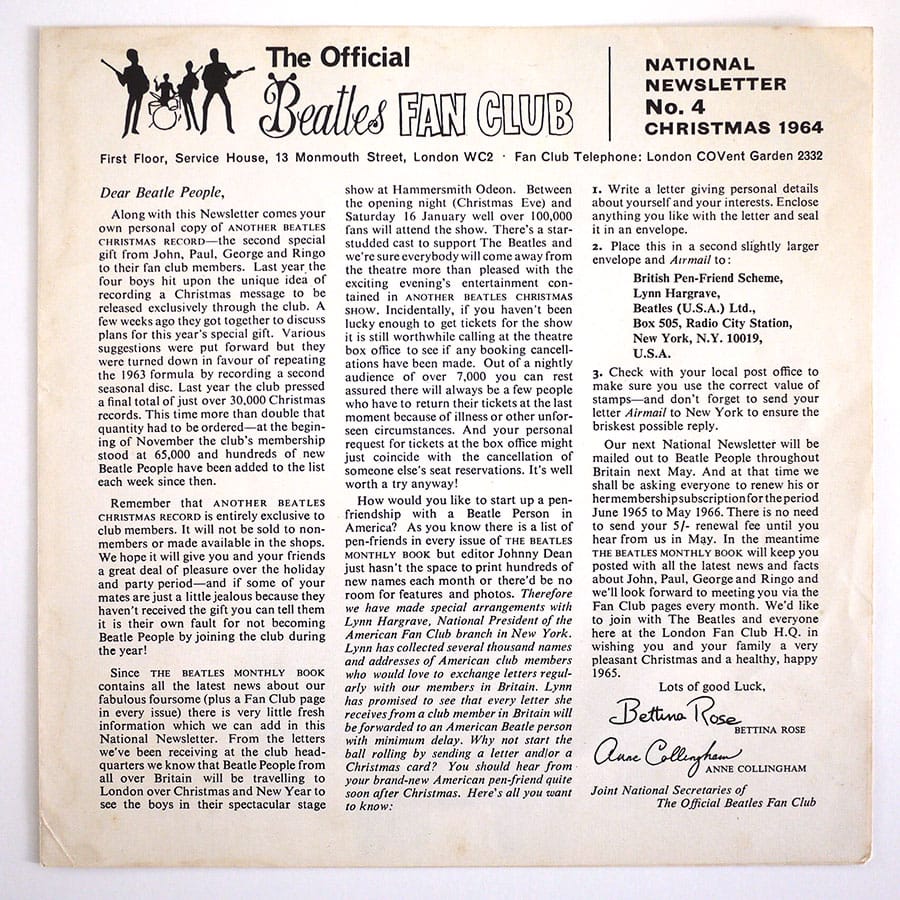 The Official
Beatles FAN CLUB
NATIONAL
NEWSLETTER
No. 4
CHRISTMAS 1964
First Floor, Service House, 13 Monmouth Street, London WC2 · Fan Club Telephone: London COVent Garden 2332
Dear Beatle People,
Along with this Newsletter comes your
own personal copy of ANOTHER BEATLES
CHRISTMAS RECORD—the second special
gift from John, Paul, George and Ringo
to their fan club members. Last year the
four boys hit upon the unique idea of
recording a Christmas message to be
released exclusively through the club. A
few weeks ago they got together to discuss
plans for this year's special gift. Various
suggestions were put forward but they
were turned down in favour of repeating
the 1963 formula by recording a second
seasonal disc. Last year the club pressed
a final total of just over 30,000 Christmas
records. This time more than double that
quantity had to be ordered—at the begin-
ing of November the club's membership
stood at 65,000 and hundreds of new
Beatle People have been added to the list
each week since then.
Remember that ANOTHER BEATLES
CHRISTMAS RECORD is entirely exclusive to
club members. It will not be sold to non-
members or made available in the shops.
We hope it will give you and your friends
a great deal of pleasure over the holiday
and party period—and if some of your
mates are just a little jealous because they
haven't received the gift you can tell them
it is their own fault for not becoming
Beatle People by joining the club during
the year!
Since THE BEATLES MONTHLY BOOK
contains all the latest news about our
fabulous foursome (plus a Fan Club page
in every issue) there is very little fresh
information which we can add in this
National Newsletter. From the letters
we've been receiving at the club head-
quarters we know that Beatle People from
all over Britain will be travelling to
London over Christmas and New Year to
see the boys in their spectacular stage
show at Hammersmith Odeon. Between
the opening night (Christmas Eve) and
Saturday 16 January well over 100,000
fans will attend the show. There's a star-
studded cast to support The Beatles and
we're sure everybody will come away from
the theatre more than pleased with the
exciting evening's entertainment con-
tained in ANOTHER BEATLES CHRISTMAS
SHOW. Incidentally, if you haven't been
lucky enough to get tickets for the show
it is still worthwhile calling at the theatre
box office to see if any booking cancell-
ations have been made. Out of a nightly
audience of over 7,000 you can rest
assured there will always be a few people
who have to return their tickets at the last
moment because of illness or other unfor-
seen circumstances. And your personal
request for tickets at the box office might
just coincide with the cancellation of
someone else's seat reservations. It's well
worth a try anyway!
How would you like to start up a pen-
friendship with a Beatle Person in
America? As you know there is a list of
pen-friends in every issue of THE BEATLES
MONTHLY BOOK but editor Johnny Dean
just hasn't the space to print hundreds of
new names each month or there'd be no
room for features and photos. Therefore
we have made special arrangements with
Lynn Hargrave, National President of the
American Fan Club branch in New York.
Lynn has collected several thousand names
and addresses of American club members
who would love to exchange letters regul-
arly with our members in Britain. Lynn
has promised to see that every letter she
receives from a club member in Britain will
be forwarded to an American Beatle person
with minimum delay. Why not start the
ball rolling by sending a letter and/or a
Christmas card? You should hear from
your brand-new American pen-friend quite
soon after Christmas. Here's all you want
to know:
1. Write a letter giving personal details
about yourself and your interests. Enclose
anything you like with the letter and seal
it in an envelope.
2. Place this in a second slightly larger
envelope and Airmail to:
British Pen-Friend Scheme,
Lynn Hargrave,
Beatles (U.S.A.) Ltd.,
Box 505, Radio City Station,
New York, N.Y. 10019,
U.S.A.
3. Check with your local post office to
make sure you use the correct value of
stamps—and don't forget to send your
letter Airmail to New York to ensure the
briskest possible reply.
Our next National Newsletter will be
mailed out to Beatle People throughout
Britain next May. And at that time we
shall be asking everyone to renew his or
her membership subscription for the period
June 1965 to May 1966. There is no need
to send your 5/- renewal fee until you
hear from us in May. In the meantime
THE BEATLES MONTHLY BOOK will keep you
posted with all the latest news and facts
about John, Paul, George and Ringo and
we'll look forward to meeting you via the
Fan Club pages every month. We'd like
to join with The Beatles and everyone
here at the London Fan Club H.Q. in
wishing you and your family a very
pleasant Christmas and a healthy, happy
1965.
Lots of good Luck,
Bettina Rose
BETTINA ROSE
Anne Collingham
ANNE COLLINGHAM
Joint National Secretaries of
The Official Beatles Fan Club